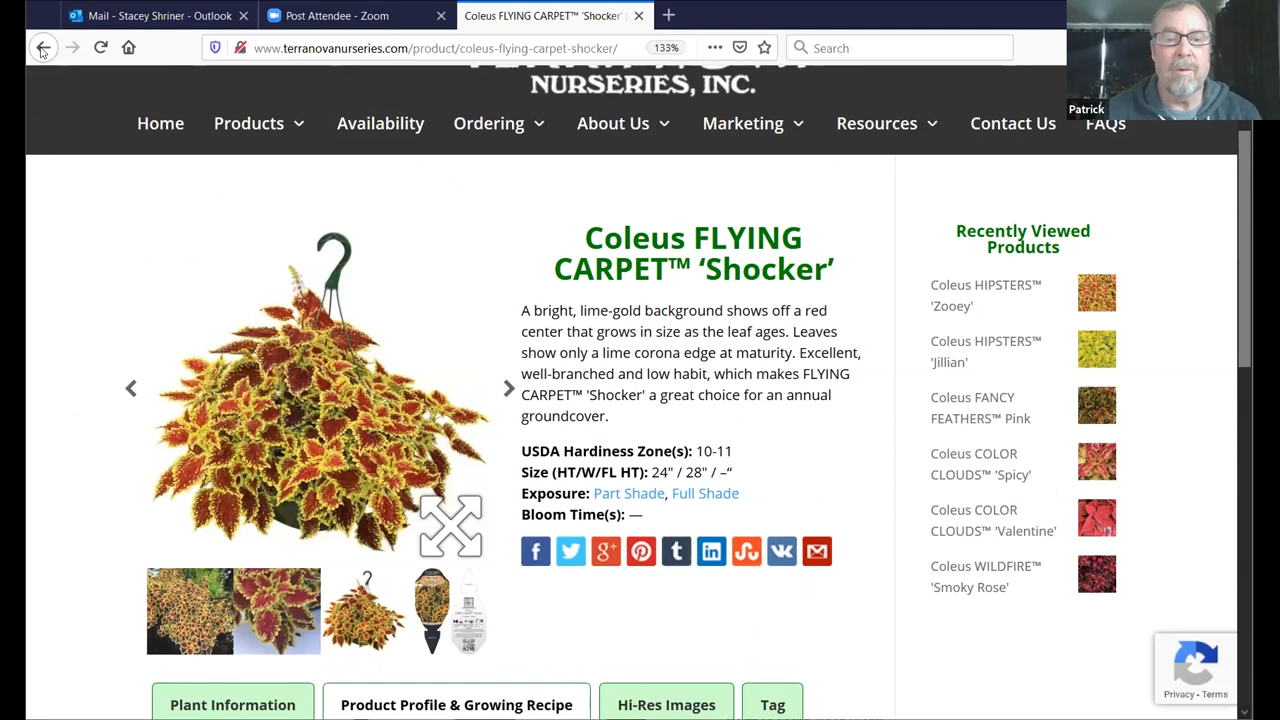 Mail - Stacey Shriner - Outlook
Post Attendee - Zoom
Coleus FLYING CARPET™ 'Shocker'
www.terranovanurseries.com/product/coleus-flying-carpet-shocker/
133%
Search
Patrick
NURSERIES, INC.
Home
Products
Availability
Ordering
About Us
Marketing
Resources
Contact Us
FAQs
Coleus FLYING
CARPET™ ‘Shocker’
A bright, lime-gold background shows off a red
center that grows in size as the leaf ages. Leaves
show only a lime corona edge at maturity. Excellent,
well-branched and low habit, which makes FLYING
CARPET™ 'Shocker' a great choice for an annual
groundcover.
USDA Hardiness Zone(s): 10-11
Size (HT/W/FL HT): 24" / 28" / –“
Exposure: Part Shade, Full Shade
Bloom Time(s): —
Recently Viewed
Products
Coleus HIPSTERS™
'Zooey'
Coleus HIPSTERS™
'Jillian'
Coleus FANCY
FEATHERS™ Pink
Coleus COLOR
CLOUDS™ 'Spicy'
Coleus COLOR
CLOUDS™ 'Valentine'
Coleus WILDFIRE™
'Smoky Rose'
Privacy - Terms
Plant Information
Product Profile & Growing Recipe
Hi-Res Images
Tag